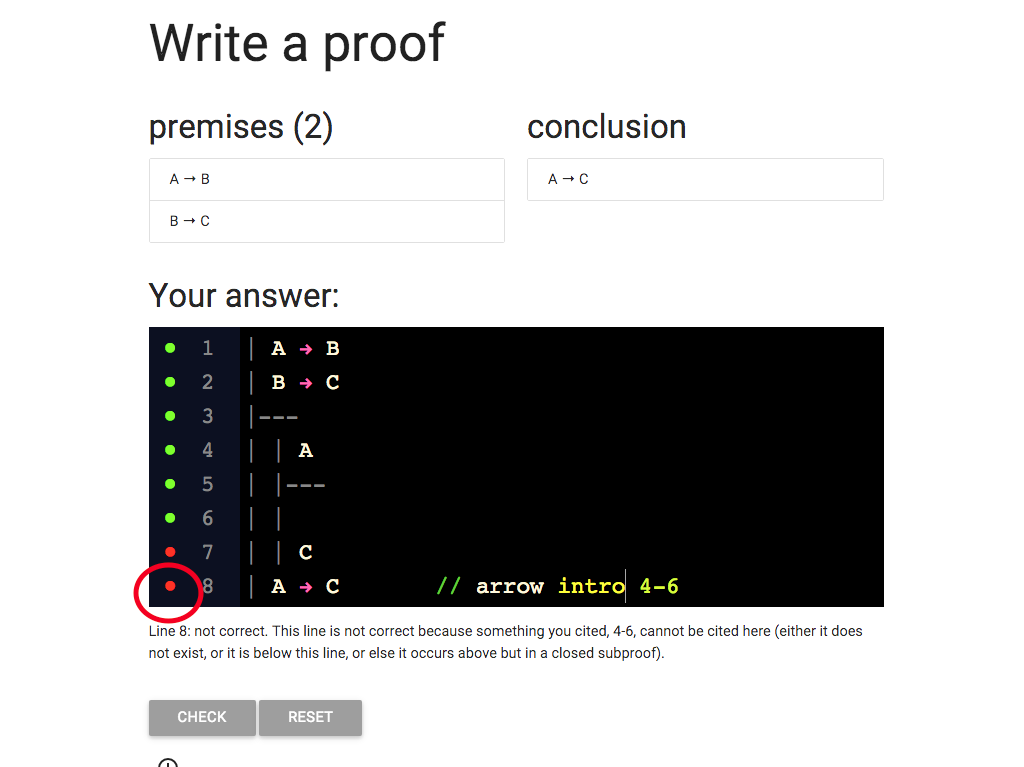 Write a proof
premises (2)
conclusion
A → B
A → C
B → C
Your answer:
1 | A → B
2 | B → C
3 |---
4 | | A
5 | |---
6 | |
7 | | C
8 | A → C // arrow intro 4-6
Line 8: not correct. This line is not correct because something you cited, 4-6, cannot be cited here (either it does
not exist, or it is below this line, or else it occurs above but in a closed subproof).
CHECK
RESET